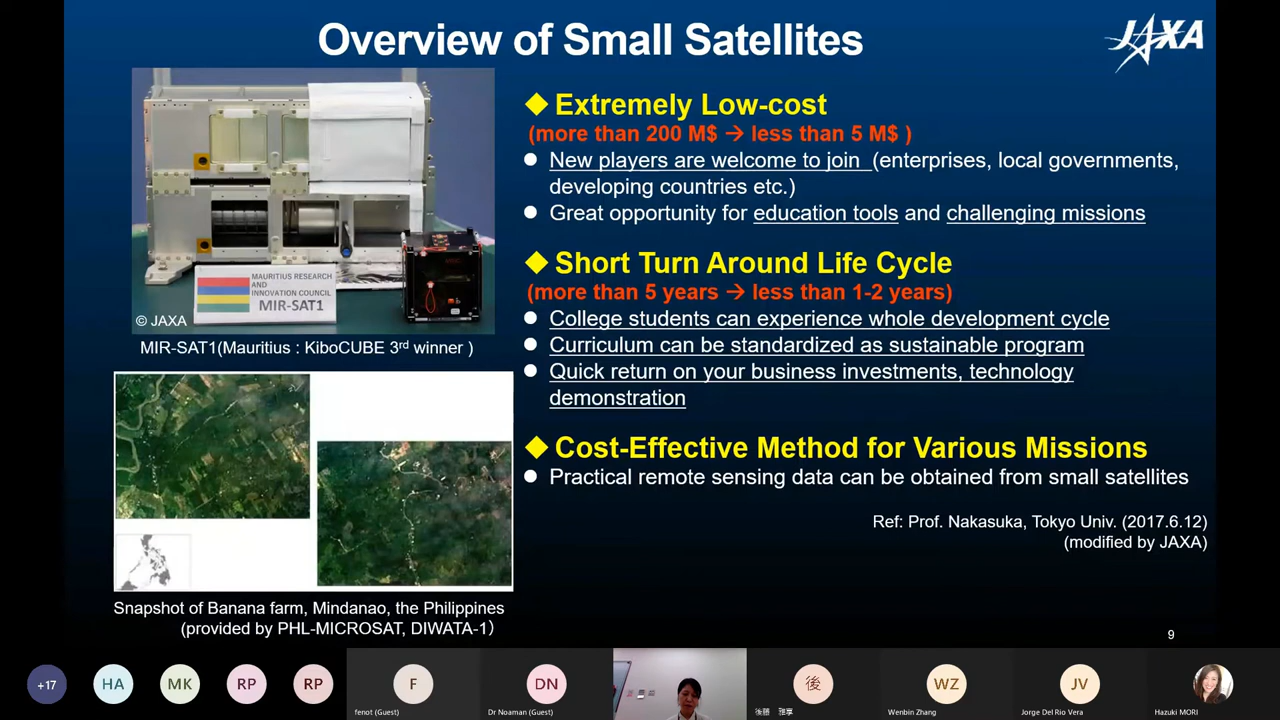 Overview of Small Satellites
JAXA
MAURITIUS RESEARCH
AND
INNOVATION COUNCIL
MIR-SAT1
© JAXA
MIR-SAT1(Mauritius : KiboCUBE 3rd winner )
Snapshot of Banana farm, Mindanao, the Philippines
(provided by PHL-MICROSAT, DIWATA-1)
◆ Extremely Low-cost
(more than 200 M$ → less than 5 M$ )
● New players are welcome to join (enterprises, local governments,
developing countries etc.)
● Great opportunity for education tools and challenging missions
◆ Short Turn Around Life Cycle
(more than 5 years → less than 1-2 years)
● College students can experience whole development cycle
● Curriculum can be standardized as sustainable program
● Quick return on your business investments, technology
demonstration
◆ Cost-Effective Method for Various Missions
● Practical remote sensing data can be obtained from small satellites
Ref: Prof. Nakasuka, Tokyo Univ. (2017.6.12)
(modified by JAXA)
9
+17
HA
MK
RP
RP
F
fenot (Guest)
DN
Dr Noaman (Guest)
後
後藤 雅享
WZ
Wenbin Zhang
JV
Jorge Del Rio Vera
Hazuki MORI